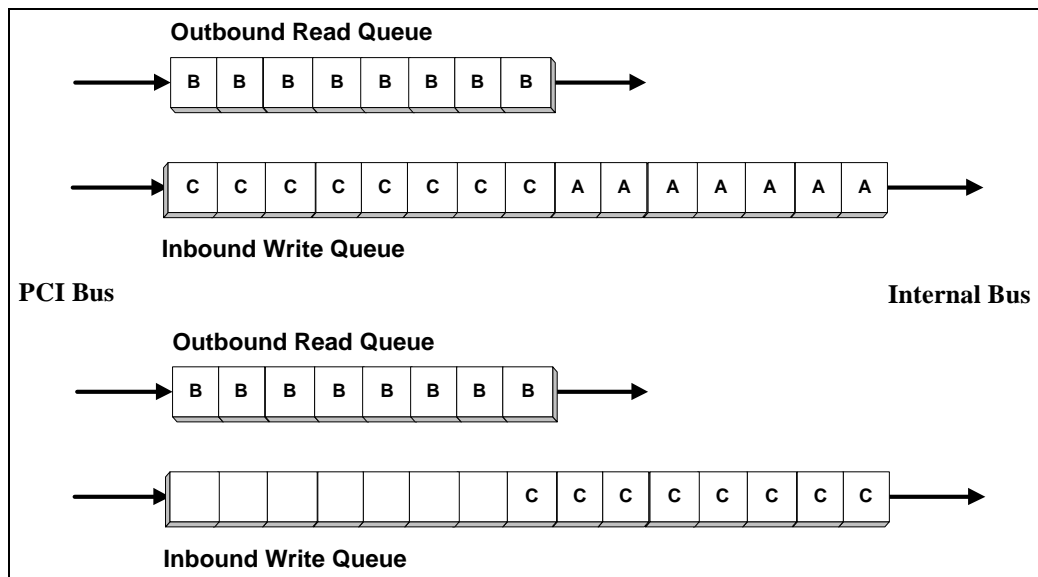 Outbound Read Queue
B B B B B B B B
C C C C C C C C A A A A A A A
Inbound Write Queue
PCI Bus
Internal Bus
Outbound Read Queue
B B B B B B B B
C C C C C C C C
Inbound Write Queue